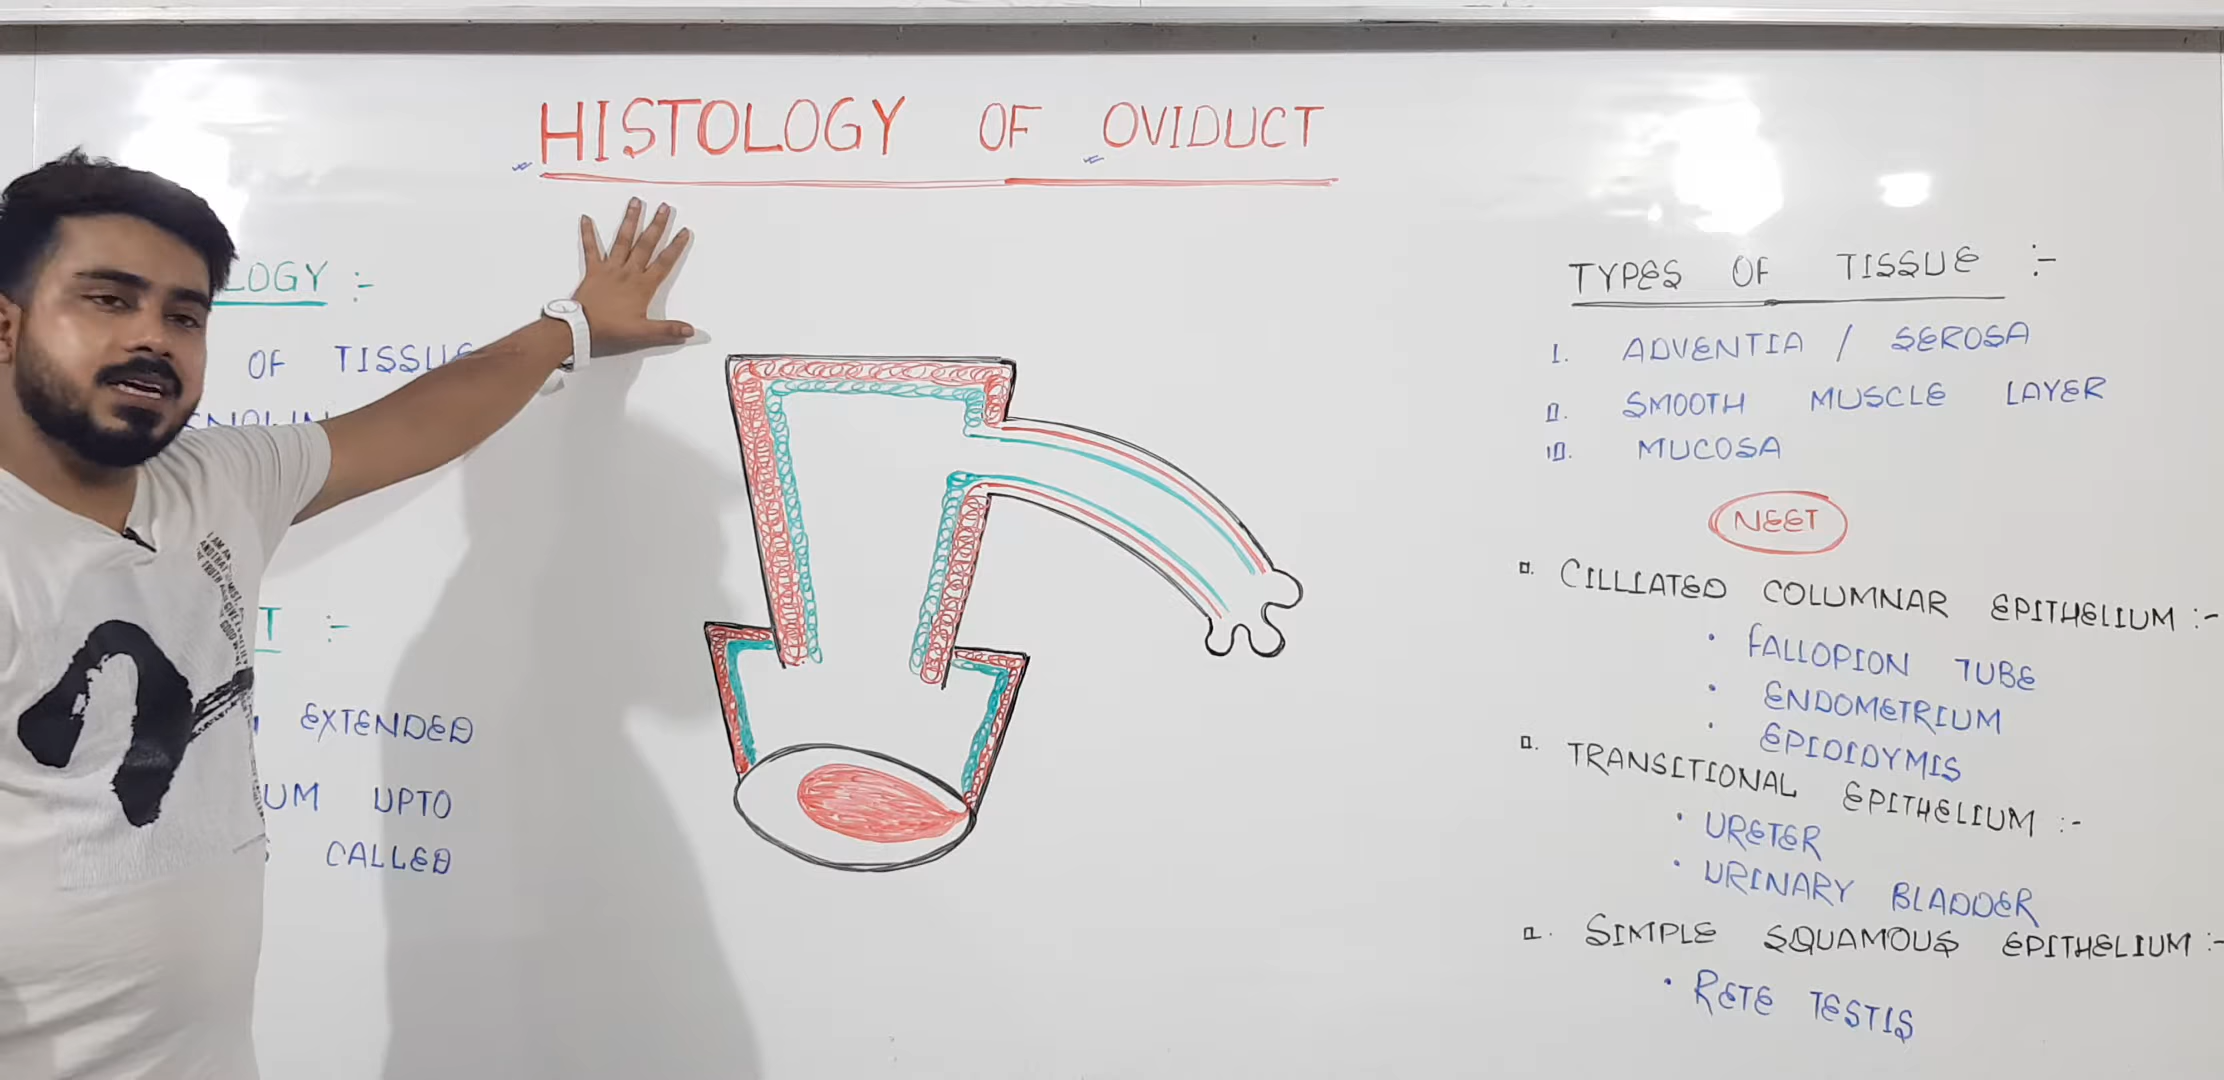 HISTOLOGY OF OVIDUCT
LOGY :-
OF TISSUE
T :-
EXTENDED
UM UPTO
CALLED
TYPES OF TISSUE :-
I. ADVENTIA / SEROSA
II. SMOOTH MUSCLE LAYER
III. MUCOSA
NEET
CILLIATED COLUMNAR EPITHELIUM :-
• FALLOPION TUBE
• ENDOMETRIUM
• EPIDIDYMIS
TRANSITIONAL EPITHELIUM :-
• URETER
• URINARY BLADDER
SIMPLE SQUAMOUS EPITHELIUM :-
• RETE TESTIS